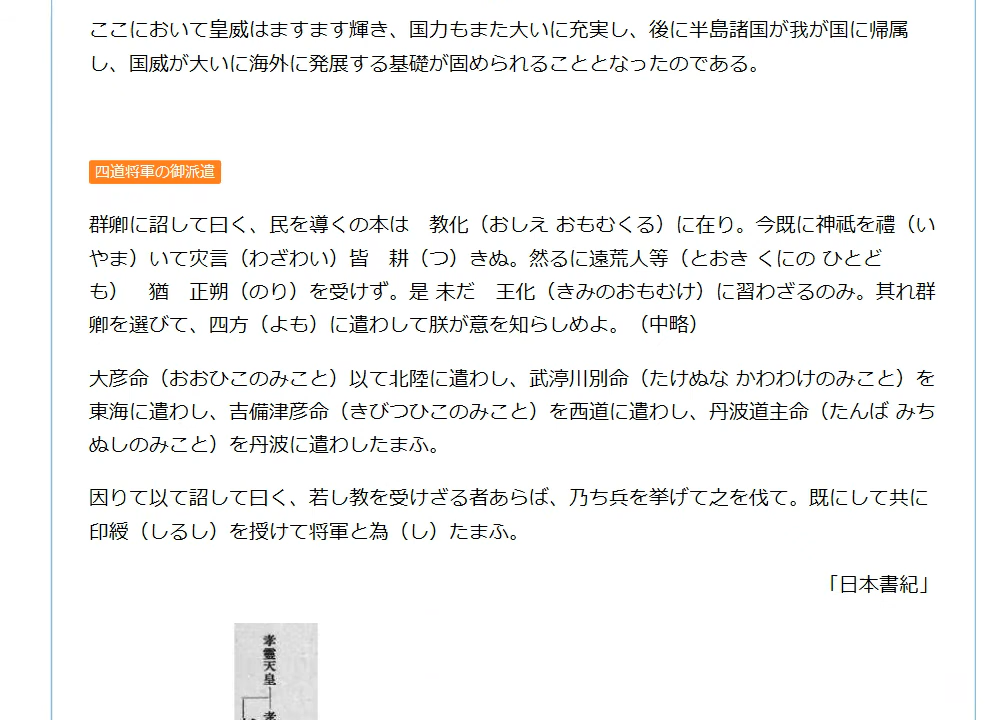 ここにおいて皇威はますます輝き、国力もまた大いに充実し、後に半島諸国が我が国に帰属
し、国威が大いに海外に発展する基礎が固められることとなったのである。
四道将軍の御派遣
群卿に詔して曰く、民を導くの本は　教化（おしえ おもむくる）に在り。今既に神祇を禮（い
やま）いて灾言（わざわい）皆　耕（つ）きぬ。然るに遠荒人等（とおき くにの ひとど
も）　猶　正朔（のり）を受けず。是 未だ　王化（きみのおもむけ）に習わざるのみ。其れ群
卿を選びて、四方（よも）に遣わして朕が意を知らしめよ。（中略）
大彦命（おおひこのみこと）以て北陸に遣わし、武渟川別命（たけぬな かわわけのみこと）を
東海に遣わし、吉備津彦命（きびつひこのみこと）を西道に遣わし、丹波道主命（たんば みち
ぬしのみこと）を丹波に遣わしたまふ。
因りて以て詔して曰く、若し教を受けざる者あらば、乃ち兵を挙げて之を伐て。既にして共に
印綬（しるし）を授けて将軍と為（し）たまふ。
「日本書紀」
孝霊天皇
孝